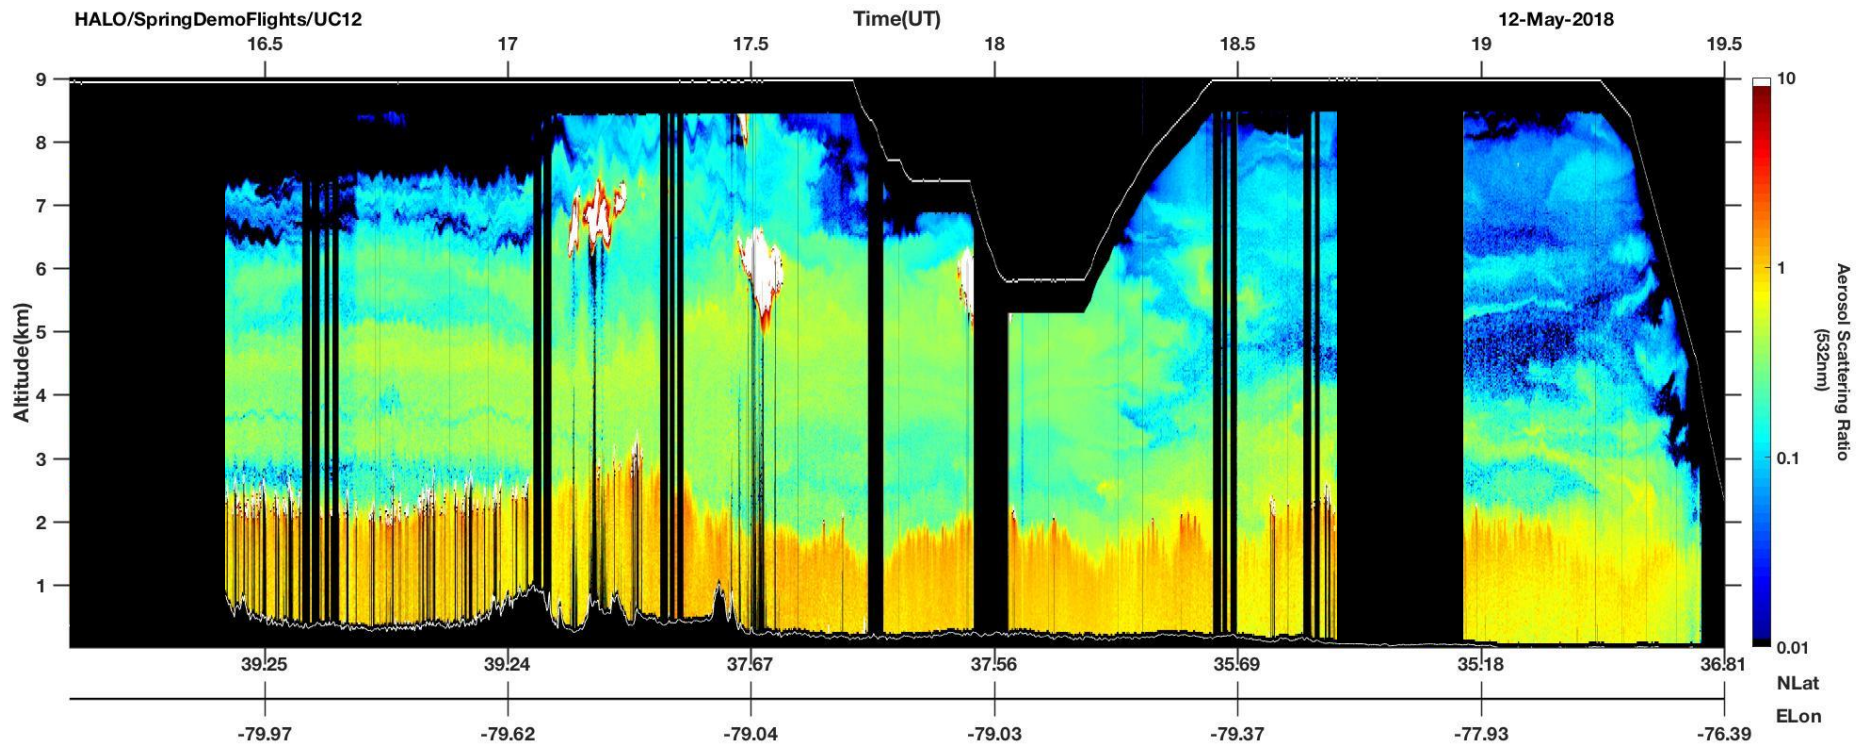 HALO/SpringDemoFlights/UC12 Time(UT) 12-May-2018
16.5 17 17.5 18 18.5 19 19.5
9 10
8
7
6 1
5
4
3 0.1
2
1
0.01
Altitude(km)
Aerosol Scattering Ratio
(532nm)
39.25 39.24 37.67 37.56 35.69 35.18 36.81
NLat
ELon
-79.97 -79.62 -79.04 -79.03 -79.37 -77.93 -76.39